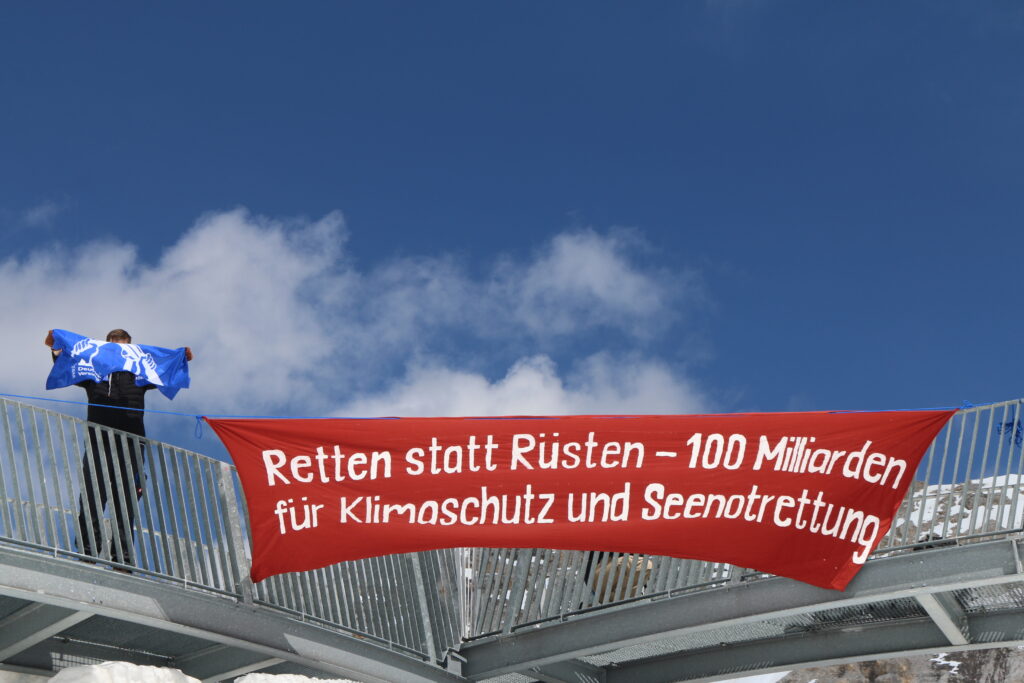 Retten statt Rüsten – 100 Milliarden
für Klimaschutz und Seenotrettung